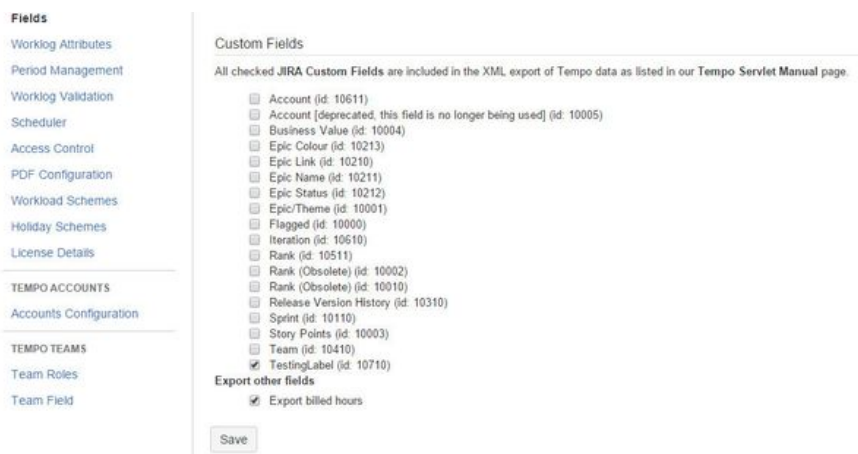 Fields
Worklog Attributes
Period Management
Worklog Validation
Scheduler
Access Control
PDF Configuration
Workload Schemes
Holiday Schemes
License Details
TEMPO ACCOUNTS
Accounts Configuration
TEMPO TEAMS
Team Roles
Team Field
Custom Fields
All checked JIRA Custom Fields are included in the XML export of Tempo data as listed in our Tempo Servlet Manual page.
Account (id: 10611)
Account [deprecated, this field is no longer being used] (id: 10005)
Business Value (id: 10004)
Epic Colour (id: 10213)
Epic Link (id: 10210)
Epic Name (id: 10211)
Epic Status (id: 10212)
Epic/Theme (id: 10001)
Flagged (id: 10000)
Iteration (id: 10610)
Rank (id: 10511)
Rank (Obsolete) (id: 10002)
Rank (Obsolete) (id: 10010)
Release Version History (id: 10310)
Sprint (id: 10110)
Story Points (id: 10003)
Team (id: 10410)
TestingLabel (id: 10710)
Export other fields
Export billed hours
Save